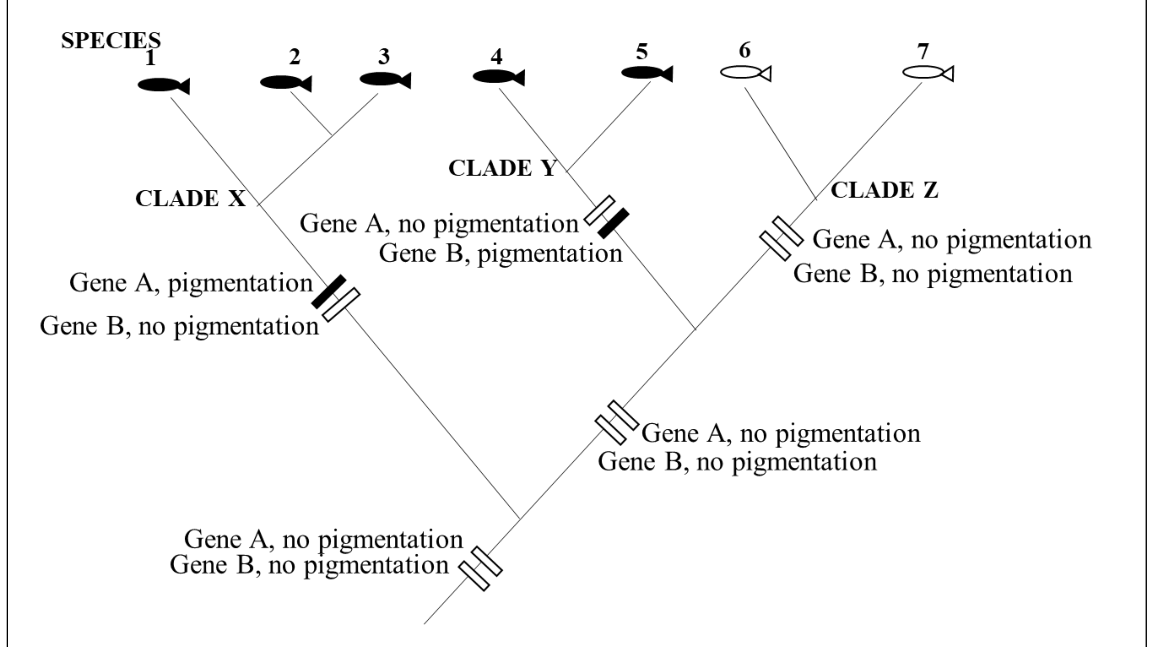 SPECIES
1 2 3 4 5 6 7
CLADE Y
CLADE X
CLADE Z
Gene A, no pigmentation
Gene B, pigmentation
Gene A, no pigmentation
Gene B, no pigmentation
Gene A, pigmentation
Gene B, no pigmentation
Gene A, no pigmentation
Gene B, no pigmentation
Gene A, no pigmentation
Gene B, no pigmentation